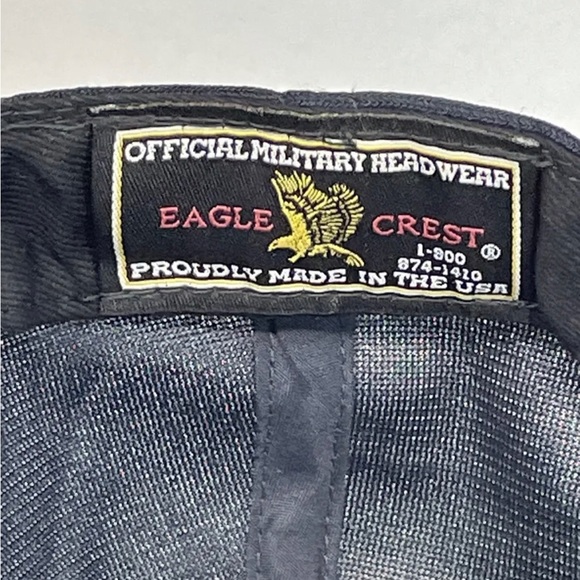 OFFICIAL MILITARY HEADWEAR
EAGLE CREST®
1-800
874-1410
PROUDLY MADE IN THE USA